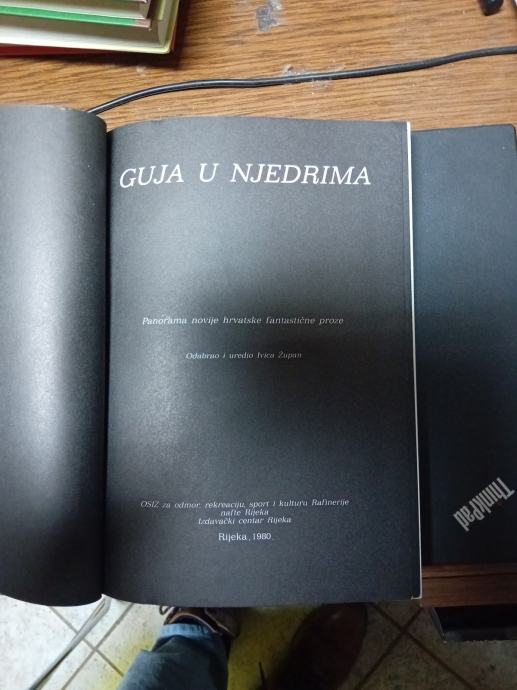 GUJA U NJEDRIMA
Panorama novije hrvatske fantastične proze
Odabrao i uredio Ivica Župan
OSIZ za odmor, rekreaciju, sport i kulturu Rafinerije
nafte Rijeka
Izdavački centar Rijeka
Rijeka, 1980
ThinkPad